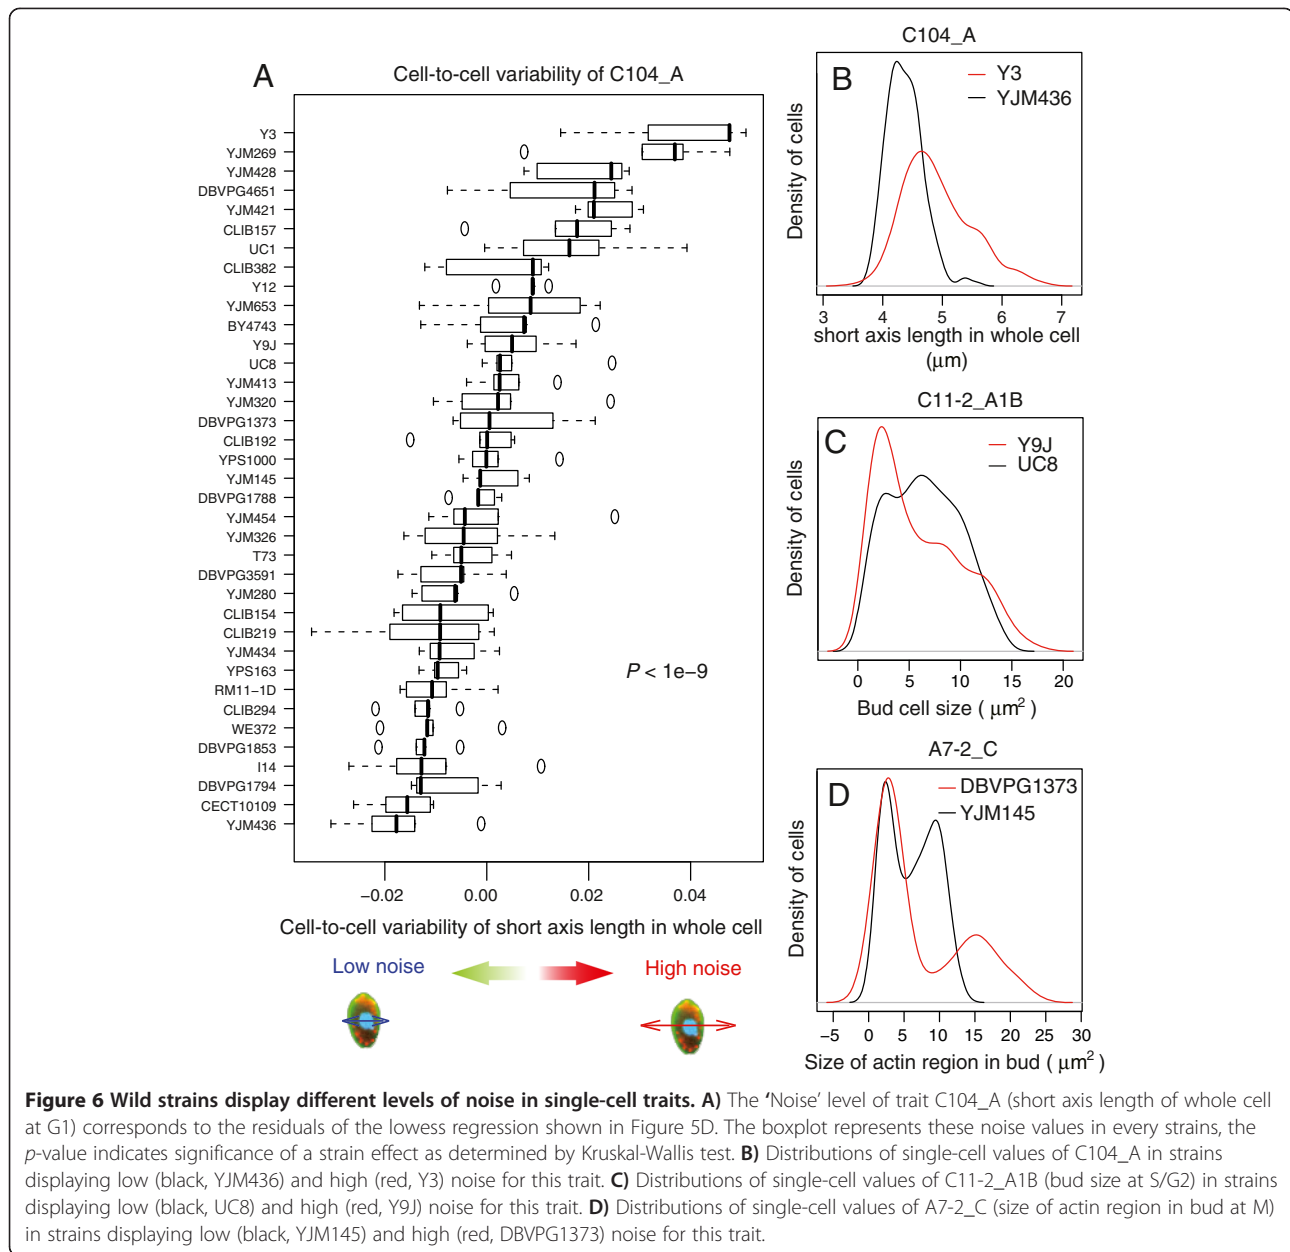 A
Cell-to-cell variability of C104_A
Y3
YJM269
YJM428
DBVPG4651
YJM421
CLIB157
UC1
CLIB382
Y12
YJM653
BY4743
Y9J
UC8
YJM413
YJM320
DBVPG1373
CLIB192
YPS1000
YJM145
DBVPG1788
YJM454
YJM326
T73
DBVPG3591
YJM280
CLIB154
CLIB219
YJM434
YPS163
RM11−1D
CLIB294
WE372
DBVPG1853
I14
DBVPG1794
CECT10109
YJM436
P < 1e−9
−0.02 0.00 0.02 0.04
Cell-to-cell variability of short axis length in whole cell
Low noise
High noise
C104_A
B
Y3
YJM436
Density of cells
3 4 5 6 7
short axis length in whole cell
(μm)
C11-2_A1B
C
Y9J
UC8
Density of cells
0 5 10 15 20
Bud cell size ( μm²)
A7-2_C
D
DBVPG1373
YJM145
Density of cells
−5 0 5 10 15 20 25 30
Size of actin region in bud ( μm²)
Figure 6 Wild strains display different levels of noise in single-cell traits. A) The 'Noise' level of trait C104_A (short axis length of whole cell
at G1) corresponds to the residuals of the lowess regression shown in Figure 5D. The boxplot represents these noise values in every strains, the
p-value indicates significance of a strain effect as determined by Kruskal-Wallis test. B) Distributions of single-cell values of C104_A in strains
displaying low (black, YJM436) and high (red, Y3) noise for this trait. C) Distributions of single-cell values of C11-2_A1B (bud size at S/G2) in strains
displaying low (black, UC8) and high (red, Y9J) noise for this trait. D) Distributions of single-cell values of A7-2_C (size of actin region in bud at M)
in strains displaying low (black, YJM145) and high (red, DBVPG1373) noise for this trait.